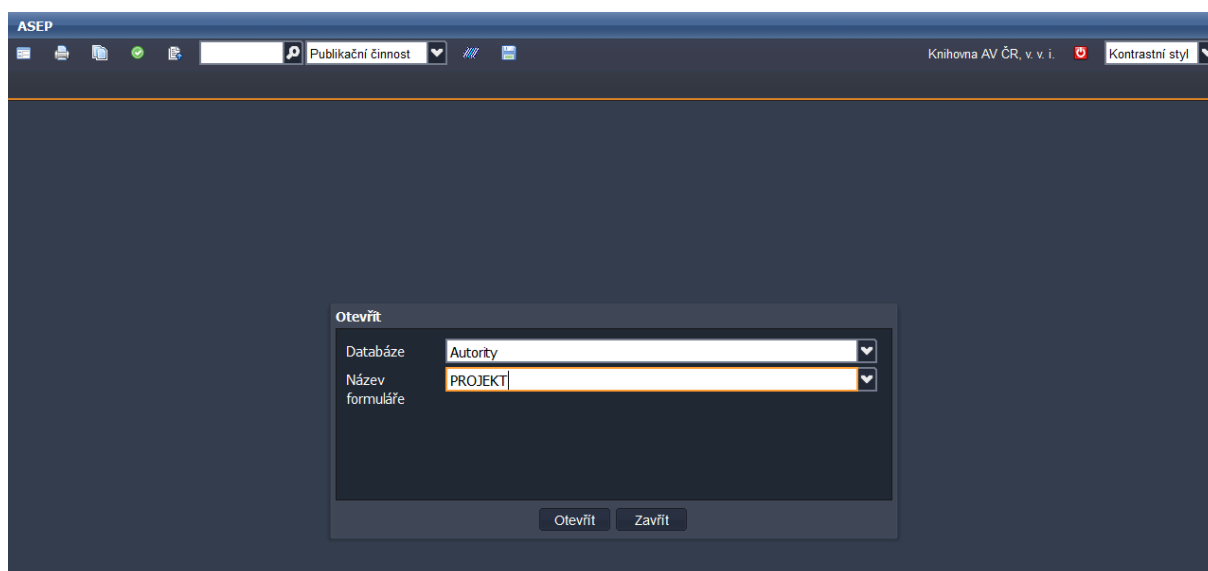 ASEP
Publikační činnost
Knihovna AV ČR, v. v. i.
Kontrastní styl
Otevřít
Databáze
Autority
Název
formuláře
PROJEKT
Otevřít
Zavřít